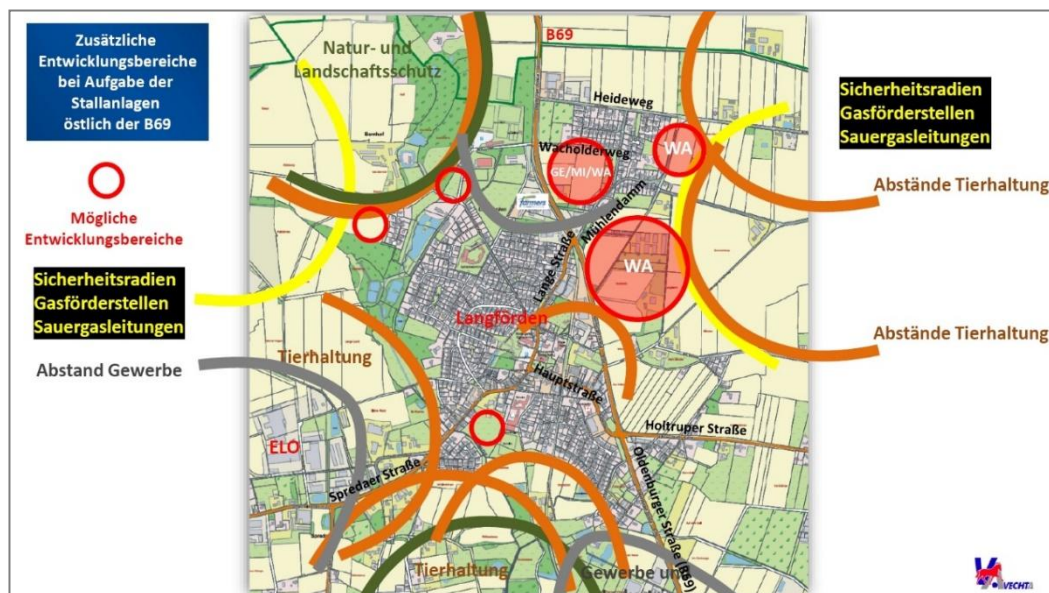 Zusätzliche
Entwicklungsbereiche
bei Aufgabe der
Stallanlagen
östlich der B69
Mögliche
Entwicklungsbereiche
Sicherheitsradien
Gasförderstellen
Sauergasleitungen
Abstand Gewerbe
Natur- und
Landschaftsschutz
B69
Heideweg
Wacholderweg
WA
GE/MI/WA
Mühlendamm
Lange Straße
WA
Langförden
Tierhaltung
Hauptstraße
Holtruper Straße
ELO
Spredaer Straße
Oldenburger Straße (B69)
Tierhaltung
Gewerbe und
Sicherheitsradien
Gasförderstellen
Sauergasleitungen
Abstände Tierhaltung
Abstände Tierhaltung
VECHTA